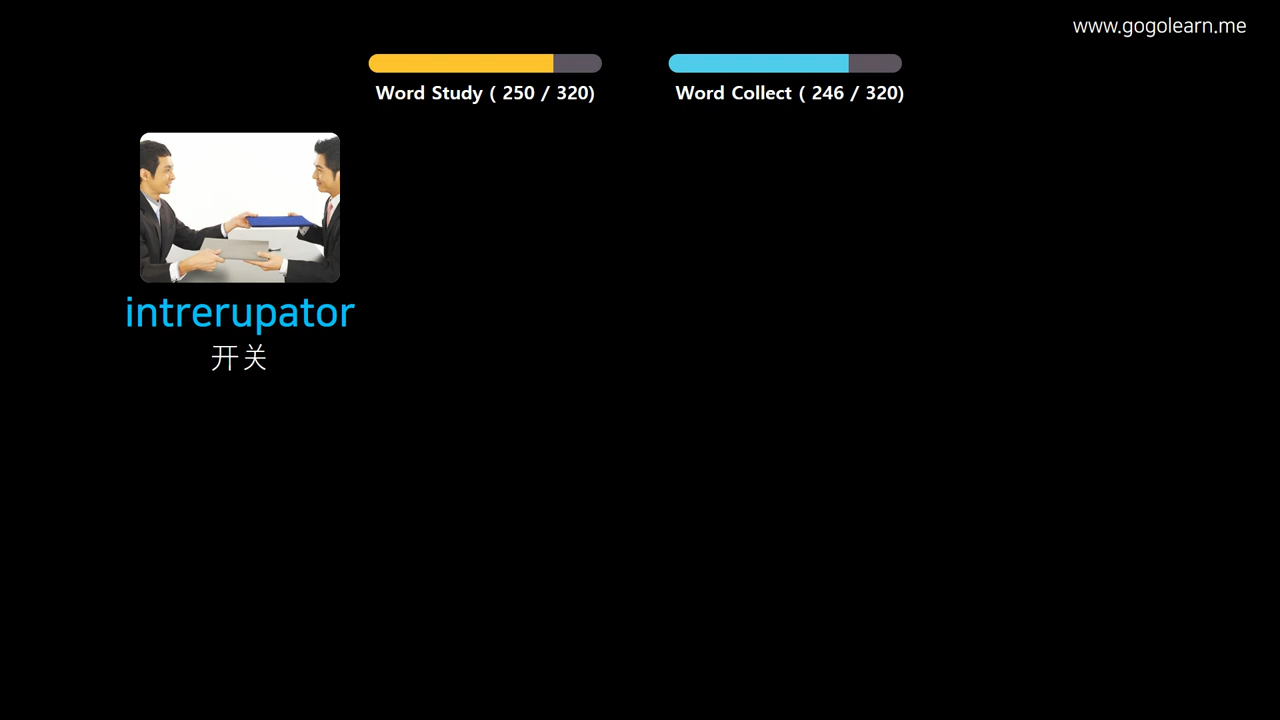 www.gogolearn.me
Word Study ( 250 / 320)
Word Collect ( 246 / 320)
intrerupator
开关